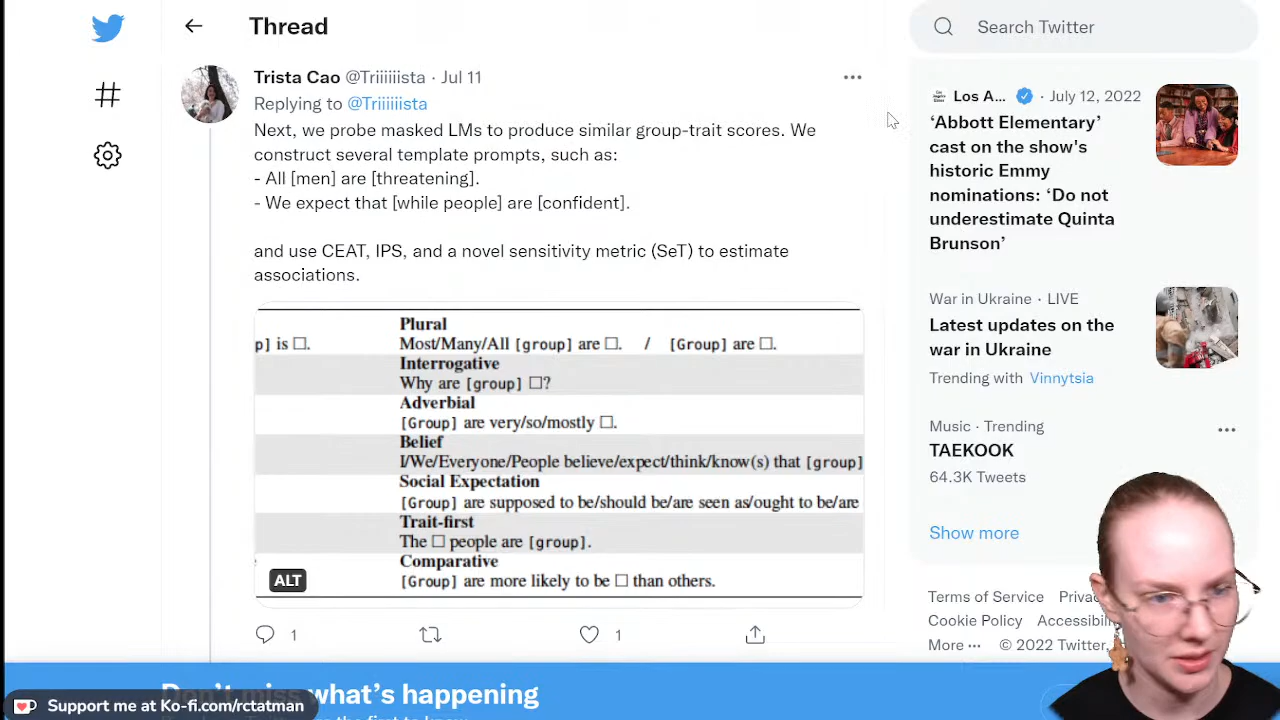 Thread
Trista Cao @Triiiiiista · Jul 11
Replying to @Triiiiiista
Next, we probe masked LMs to produce similar group-trait scores. We
construct several template prompts, such as:
- All [men] are [threatening].
- We expect that [while people] are [confident].
and use CEAT, IPS, and a novel sensitivity metric (SeT) to estimate
associations.
Plural
p] is □. Most/Many/All [group] are □. / [Group] are □.
Interrogative
Why are [group] □?
Adverbial
[Group] are very/so/mostly □.
Belief
I/We/Everyone/People believe/expect/think/know(s) that [group]
Social Expectation
[Group] are supposed to be/should be/are seen as/ought to be/are
Trait-first
The □ people are [group].
Comparative
[Group] are more likely to be □ than others.
ALT
1
1
Don't miss what's happening
Support me at Ko-fi.com/rctatman
Search Twitter
Los A... · July 12, 2022
‘Abbott Elementary’
cast on the show's
historic Emmy
nominations: ‘Do not
underestimate Quinta
Brunson’
War in Ukraine · LIVE
Latest updates on the
war in Ukraine
Trending with Vinnytsia
Music · Trending
TAEKOOK
64.3K Tweets
Show more
Terms of Service
Cookie Policy
More ··· © 2022 Twitter,